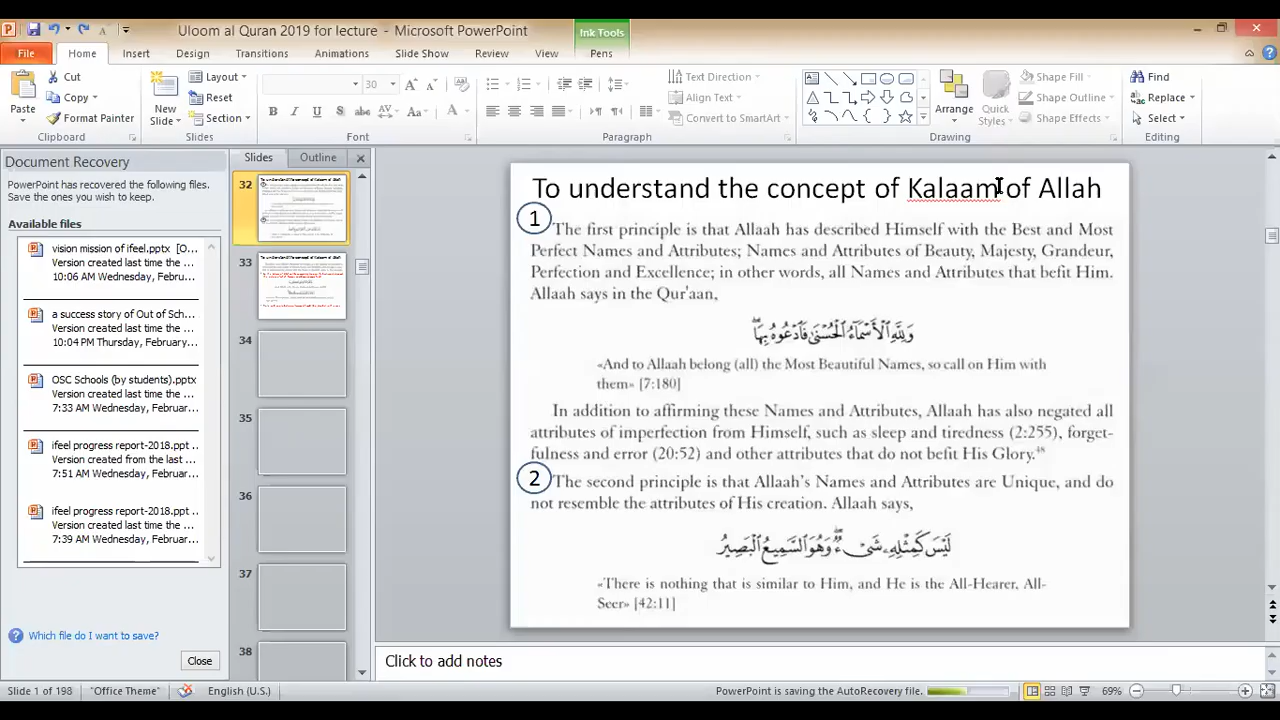 Uloom al Quran 2019 for lecture - Microsoft PowerPoint
Ink Tools
File
Home
Insert
Design
Transitions
Animations
Slide Show
Review
View
Pens
Paste
Cut
Copy
Format Painter
Clipboard
New Slide
Layout
Reset
Section
Slides
30
Font
Paragraph
Text Direction
Align Text
Convert to SmartArt
Arrange
Quick Styles
Shape Fill
Shape Outline
Shape Effects
Drawing
Find
Replace
Select
Editing
Document Recovery
PowerPoint has recovered the following files.
Save the ones you wish to keep.
Available files
vision mission of ifeel.pptx [O...
Version created last time the ...
10:06 AM Wednesday, Febru...
a success story of Out of Sch...
Version created last time the ...
10:04 PM Thursday, February...
OSC Schools (by students).pptx
Version created last time the ...
7:33 AM Wednesday, Februar...
ifeel progress report-2018.ppt ...
Version created from the last ...
7:51 AM Wednesday, Februar...
ifeel progress report-2018.ppt ...
Version created last time the ...
7:39 AM Wednesday, Februar...
Which file do I want to save?
Close
Slides
Outline
32
33
34
35
36
37
38
To understand the concept of Kalaam of Allah
1
The first principle is that Allaah has described Himself with the Best and Most
Perfect Names and Attributes; Names and Attributes of Beauty, Majesty, Grandeur,
Perfection and Excellence; in other words, all Names and Attributes that befit Him.
Allaah says in the Qur'aan,
وَلِلَّهِ ٱلْأَسْمَآءُ ٱلْحُسْنَىٰ فَٱدْعُوهُ بِهَا ۖ
«And to Allaah belong (all) the Most Beautiful Names, so call on Him with
them» [7:180]
In addition to affirming these Names and Attributes, Allaah has also negated all
attributes of imperfection from Himself, such as sleep and tiredness (2:255), forget-
fulness and error (20:52) and other attributes that do not befit His Glory.⁴⁸
2
The second principle is that Allaah's Names and Attributes are Unique, and do
not resemble the attributes of His creation. Allaah says,
لَيْسَ كَمِثْلِهِۦ شَىْءٌ ۖ وَهُوَ ٱلسَّمِيعُ ٱلْبَصِيرُ
«There is nothing that is similar to Him, and He is the All-Hearer, All-
Seer» [42:11]
Click to add notes
Slide 1 of 198
"Office Theme"
English (U.S.)
PowerPoint is saving the AutoRecovery file.
69%